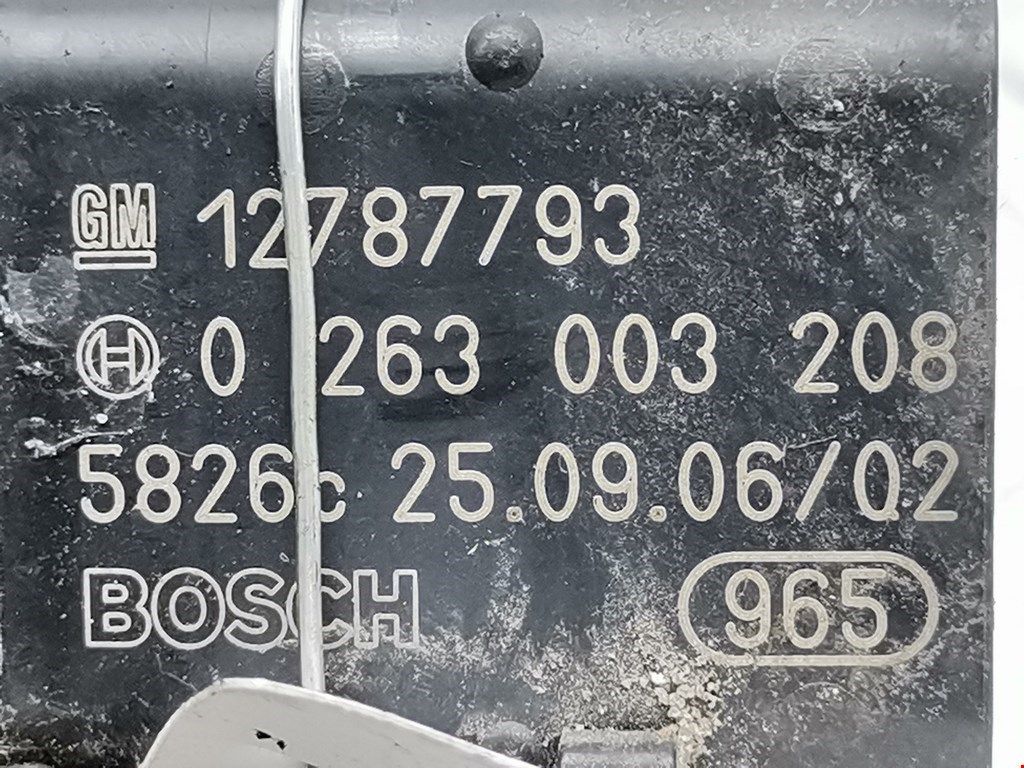 GM 12787793
H 0 263 003 208
5826c 25.09.06/02
BOSCH 965